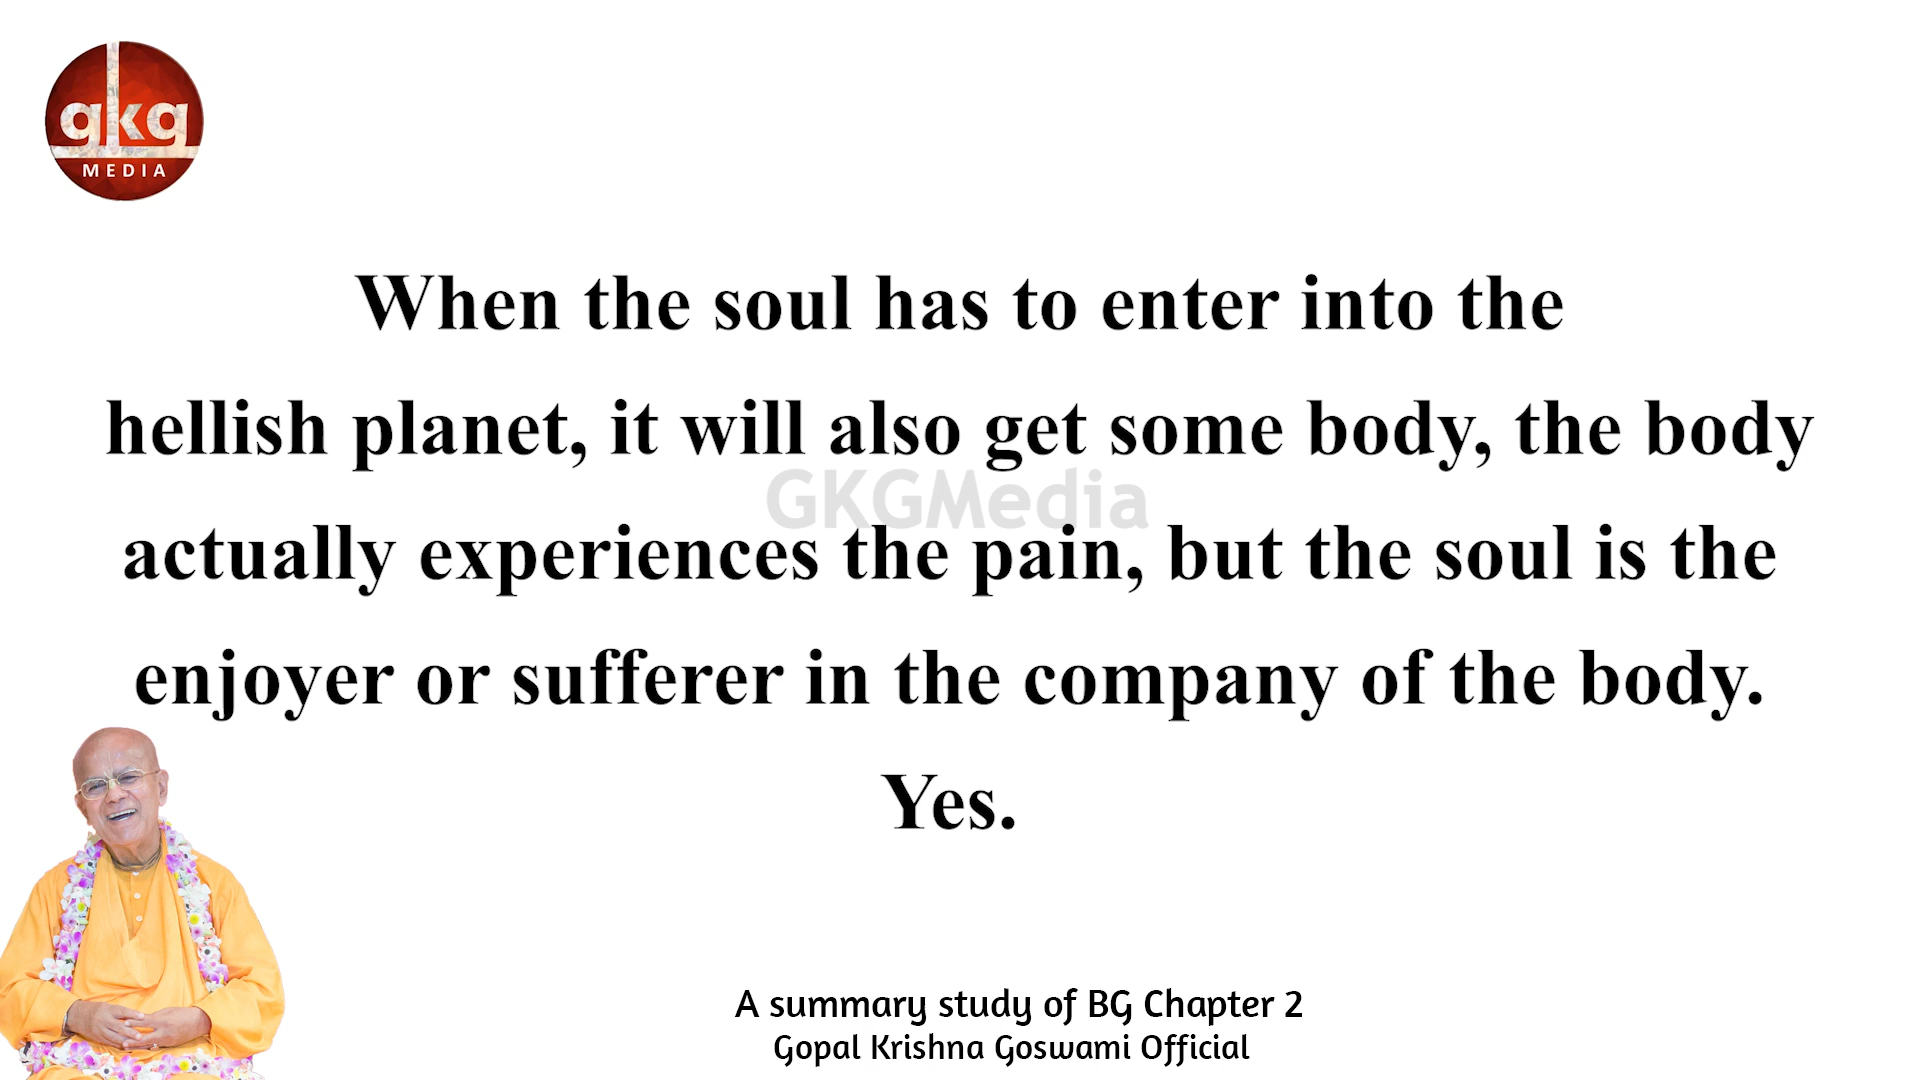 gkg
MEDIA
When the soul has to enter into the
hellish planet, it will also get some body, the body
GKGMedia
actually experiences the pain, but the soul is the
enjoyer or sufferer in the company of the body.
Yes.
A summary study of BG Chapter 2
Gopal Krishna Goswami Official